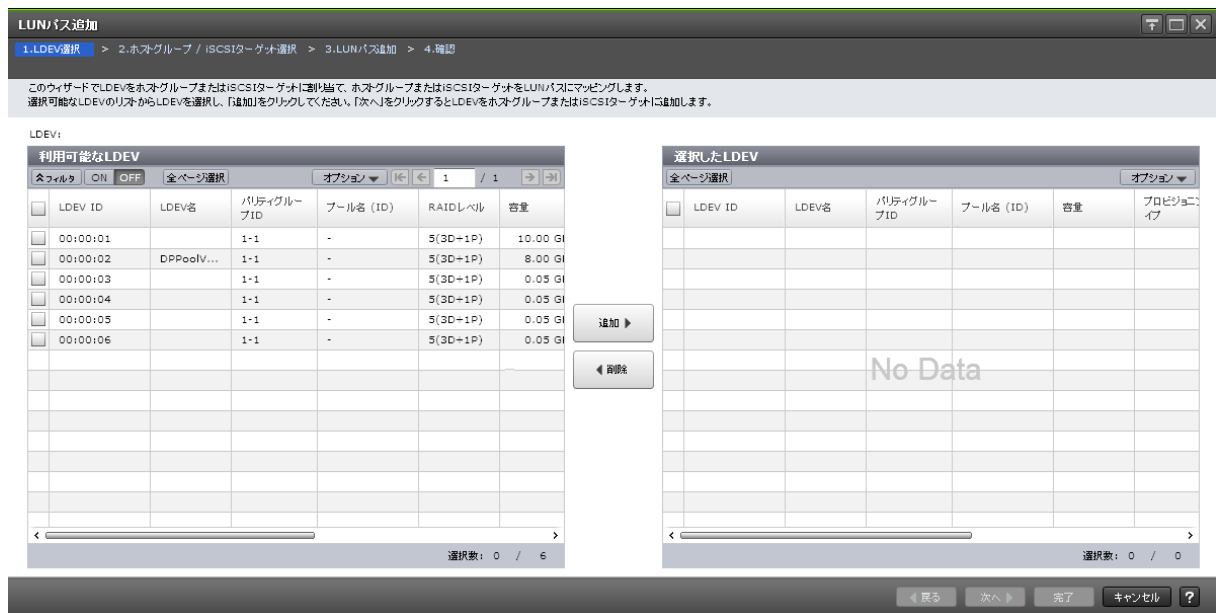 LUNパス追加
1.LDEV選択 > 2.ホストグループ / iSCSIターゲット選択 > 3.LUNパス追加 > 4.確認
このウィザードでLDEVをホストグループまたはiSCSIターゲットに割り当て、ホストグループまたはiSCSIターゲットをLUNパスにマッピングします。
選択可能なLDEVのリストからLDEVを選択し、「追加」をクリックしてください。「次へ」をクリックするとLDEVをホストグループまたはiSCSIターゲットに追加します。
LDEV:
利用可能なLDEV
フィルタ ON OFF 全ページ選択 オプション 1 / 1
LDEV ID LDEV名 パリティグループID プール名 (ID) RAIDレベル 容量
00:00:01 1-1 - 5(3D+1P) 10.00 G
00:00:02 DPPoolV... 1-1 - 5(3D+1P) 8.00 G
00:00:03 1-1 - 5(3D+1P) 0.05 G
00:00:04 1-1 - 5(3D+1P) 0.05 G
00:00:05 1-1 - 5(3D+1P) 0.05 G
00:00:06 1-1 - 5(3D+1P) 0.05 G
選択数: 0 / 6
追加
削除
選択したLDEV
全ページ選択 オプション
LDEV ID LDEV名 パリティグループID プール名 (ID) 容量 プロビジョニ
イプ
No Data
選択数: 0 / 0
戻る 次へ 完了 キャンセル ?